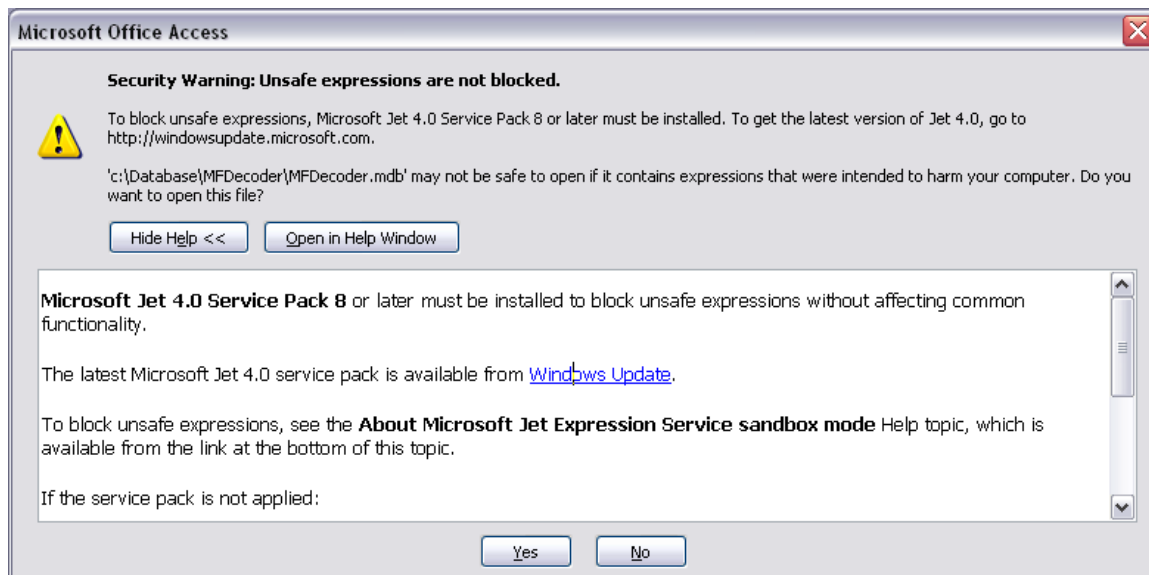 Microsoft Office Access
Security Warning: Unsafe expressions are not blocked.
To block unsafe expressions, Microsoft Jet 4.0 Service Pack 8 or later must be installed. To get the latest version of Jet 4.0, go to
http://windowsupdate.microsoft.com.
'c:\Database\MFDecoder\MFDecoder.mdb' may not be safe to open if it contains expressions that were intended to harm your computer. Do you
want to open this file?
Hide Help << Open in Help Window
Microsoft Jet 4.0 Service Pack 8 or later must be installed to block unsafe expressions without affecting common
functionality.
The latest Microsoft Jet 4.0 service pack is available from Windows Update.
To block unsafe expressions, see the About Microsoft Jet Expression Service sandbox mode Help topic, which is
available from the link at the bottom of this topic.
If the service pack is not applied:
Yes No